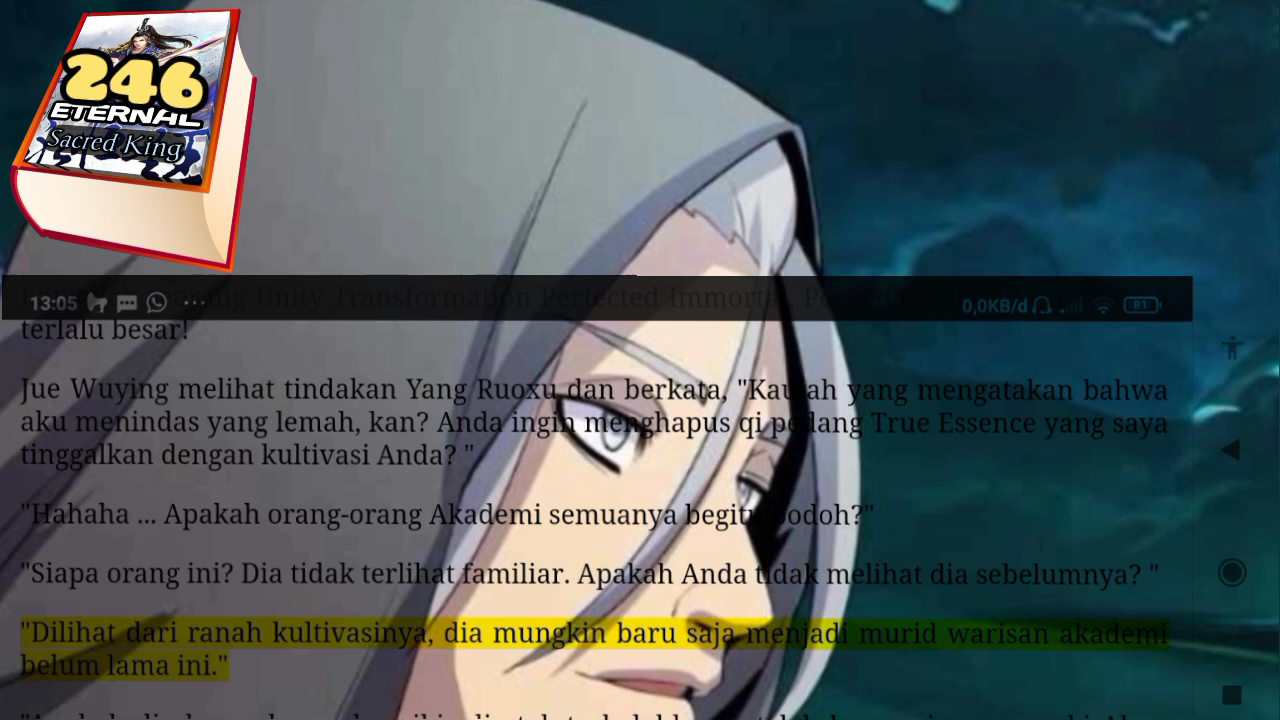 246
ETERNAL
Sacred King
orang Unity Transformation Perfected Immortal.
13:05 ... 0,0KB/d 81
terlalu besar!
Jue Wuying melihat tindakan Yang Ruoxu dan berkata, "Kaulah yang mengatakan bahwa
aku menindas yang lemah, kan? Anda ingin menghapus qi pedang True Essence yang saya
tinggalkan dengan kultivasi Anda? "
"Hahaha ... Apakah orang-orang Akademi semuanya begitu bodoh?"
"Siapa orang ini? Dia tidak terlihat familiar. Apakah Anda tidak melihat dia sebelumnya? "
"Dilihat dari ranah kultivasinya, dia mungkin baru saja menjadi murid warisan akademi
belum lama ini."